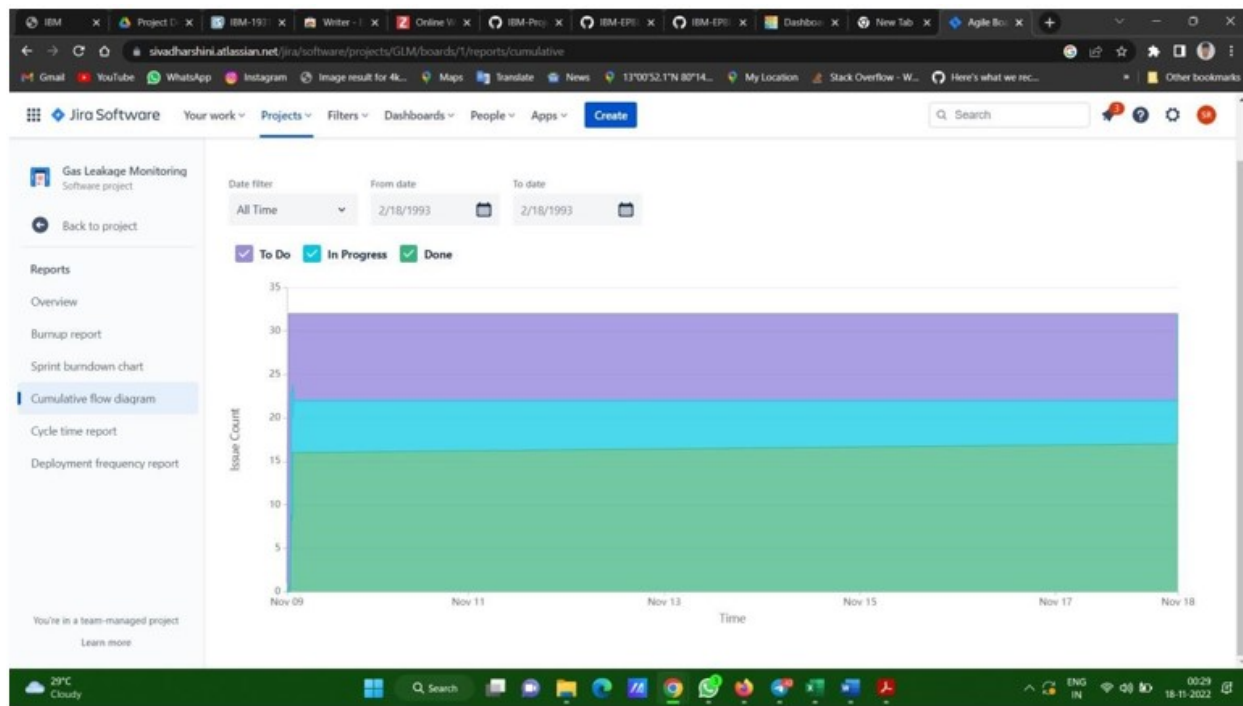 IBM
Project D
IBM-193
Writer - I
Online W
IBM-Proj
IBM-EPB
IBM-EPB
Dashboa
New Tab
Agile Boa
sivadharshini.atlassian.net/jira/software/projects/GLM/boards/1/reports/cumulative
Gmail YouTube WhatsApp Instagram Image result for 4k... Maps Translate News 13°00'52.1"N 80°14... My Location Stack Overflow - W... Here's what we rec... Other bookmarks
Jira Software Your work Projects Filters Dashboards People Apps Create Search 3 SR
Gas Leakage Monitoring
Software project
Back to project
Reports
Overview
Burnup report
Sprint burndown chart
Cumulative flow diagram
Cycle time report
Deployment frequency report
You're in a team-managed project
Learn more
Date filter From date To date
All Time 2/18/1993 2/18/1993
To Do In Progress Done
35
30
25
20
15
10
5
0
Issue Count
Nov 09 Nov 11 Nov 13 Nov 15 Nov 17 Nov 18
Time
29°C
Cloudy
Search
ENG
IN
00:29
18-11-2022